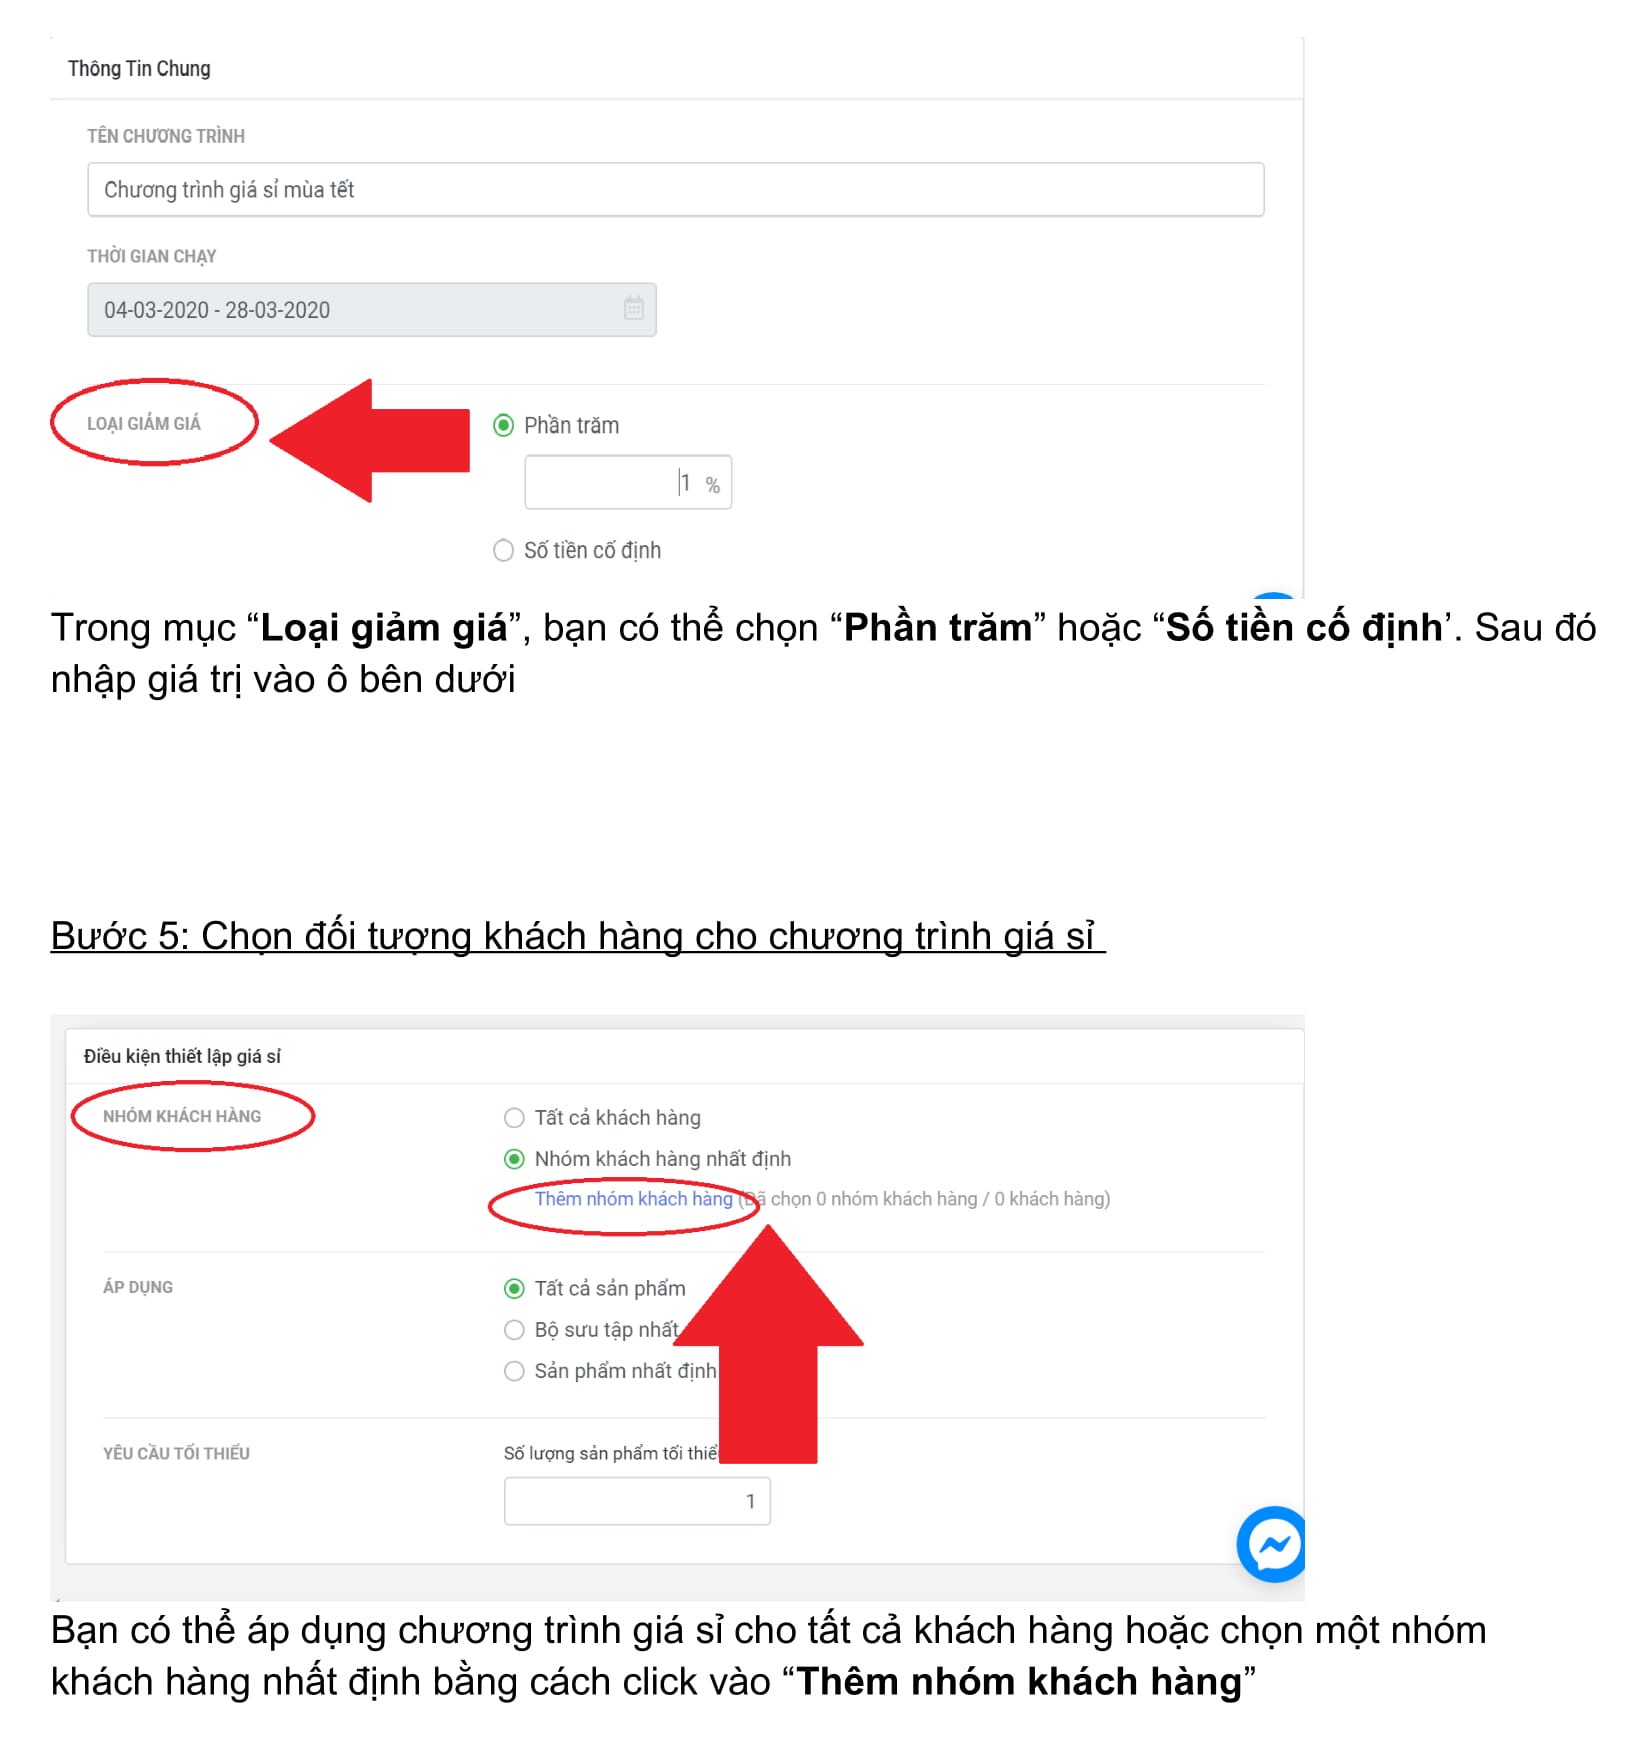 Thông Tin Chung
TÊN CHƯƠNG TRÌNH
Chương trình giá sỉ mùa tết
THỜI GIAN CHẠY
04-03-2020 - 28-03-2020
LOẠI GIẢM GIÁ
Phần trăm
1 %
Số tiền cố định
Trong mục “Loại giảm giá”, bạn có thể chọn “Phần trăm” hoặc “Số tiền cố định’. Sau đó
nhập giá trị vào ô bên dưới
Bước 5: Chọn đối tượng khách hàng cho chương trình giá sỉ
Điều kiện thiết lập giá sỉ
NHÓM KHÁCH HÀNG
Tất cả khách hàng
Nhóm khách hàng nhất định
Thêm nhóm khách hàng (Đã chọn 0 nhóm khách hàng / 0 khách hàng)
ÁP DỤNG
Tất cả sản phẩm
Bộ sưu tập nhất
Sản phẩm nhất định
YÊU CẦU TỐI THIỂU
Số lượng sản phẩm tối thiểu
1
Bạn có thể áp dụng chương trình giá sỉ cho tất cả khách hàng hoặc chọn một nhóm
khách hàng nhất định bằng cách click vào “Thêm nhóm khách hàng”